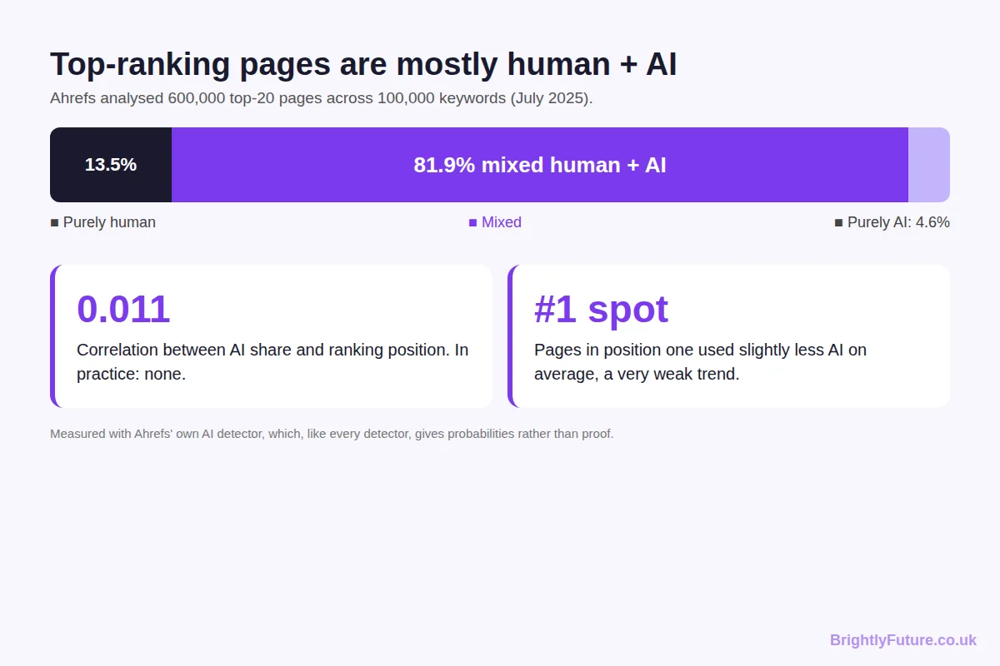 Top-ranking pages are mostly human + AI
Ahrefs analysed 600,000 top-20 pages across 100,000 keywords (July 2025).
13.5%
81.9% mixed human + AI
■ Purely human
■ Mixed
■ Purely AI: 4.6%
0.011
Correlation between AI share and ranking position. In
practice: none.
#1 spot
Pages in position one used slightly less AI on
average, a very weak trend.
Measured with Ahrefs' own AI detector, which, like every detector, gives probabilities rather than proof.
BrightlyFuture.co.uk